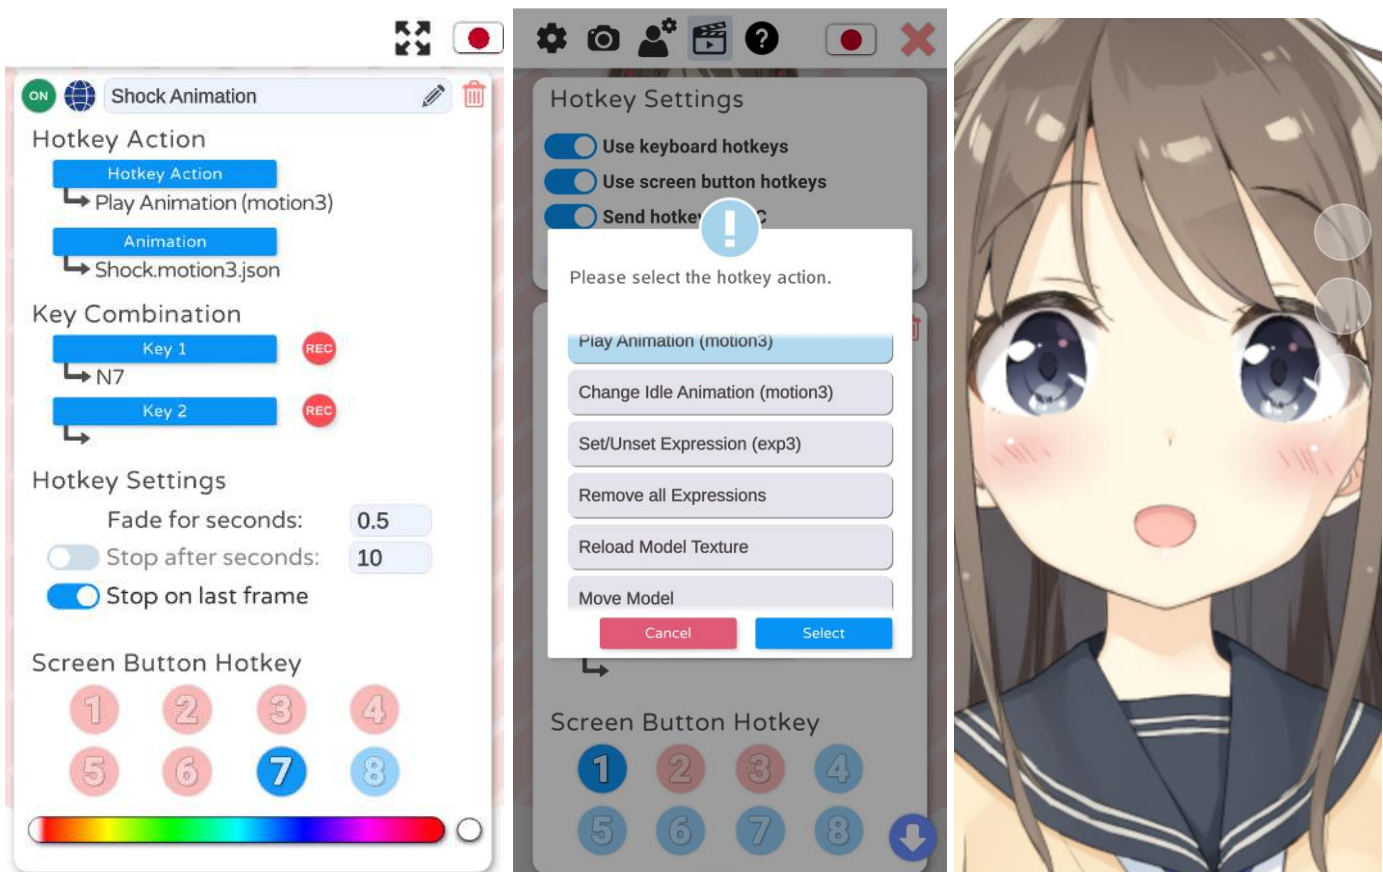 ON
Shock Animation
Hotkey Action
Hotkey Action
Play Animation (motion3)
Animation
Shock.motion3.json
Key Combination
Key 1
REC
N7
Key 2
REC
Hotkey Settings
Fade for seconds: 0.5
Stop after seconds: 10
Stop on last frame
Screen Button Hotkey
1 2 3 4
5 6 7 8
?
Hotkey Settings
Use keyboard hotkeys
Use screen button hotkeys
Send hotkey
C
!
Please select the hotkey action.
Play Animation (motion3)
Change Idle Animation (motion3)
Set/Unset Expression (exp3)
Remove all Expressions
Reload Model Texture
Move Model
Cancel
Select
Screen Button Hotkey
1 2 3 4
5 6 7 8